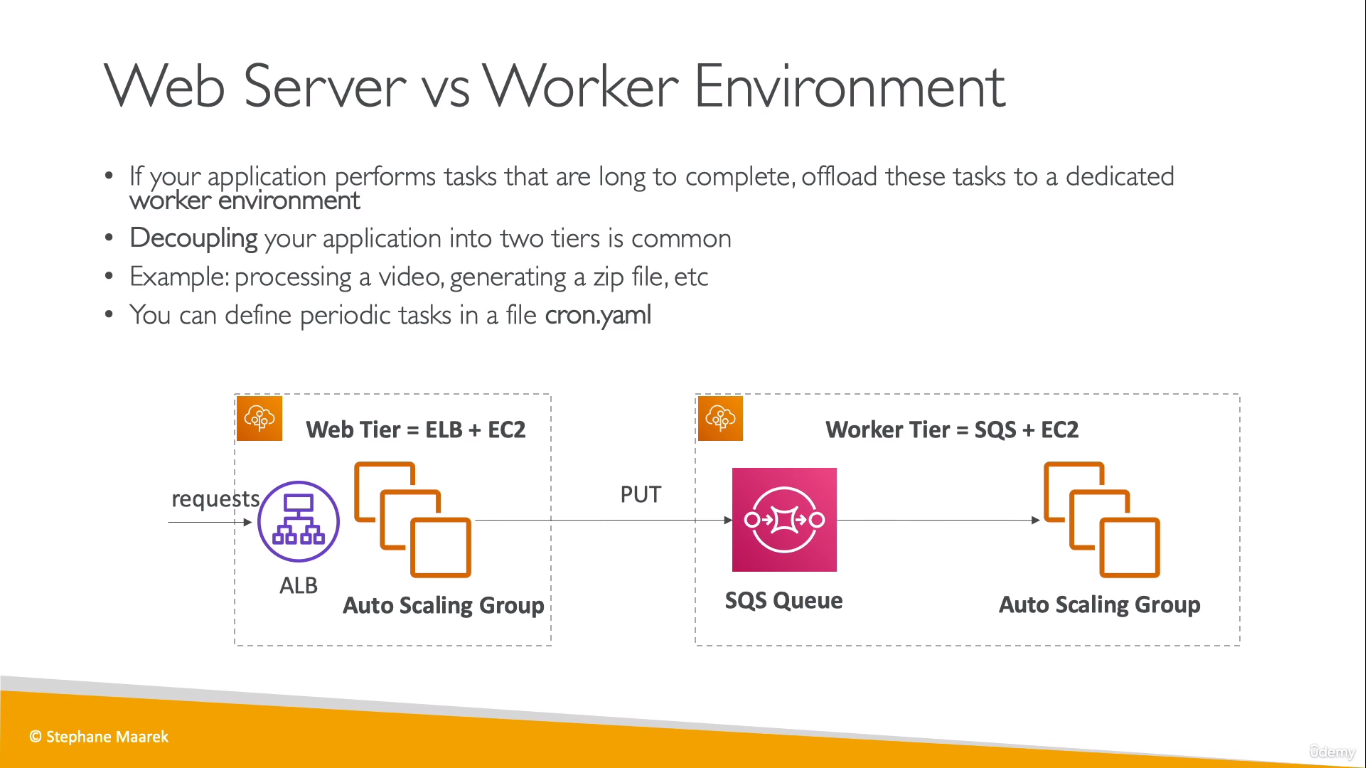 Web Server vs Worker Environment
• If your application performs tasks that are long to complete, offload these tasks to a dedicated
worker environment
• Decoupling your application into two tiers is common
• Example: processing a video, generating a zip file, etc
• You can define periodic tasks in a file cron.yaml
Web Tier = ELB + EC2
requests
ALB
Auto Scaling Group
PUT
Worker Tier = SQS + EC2
SQS Queue
Auto Scaling Group
© Stephane Maarek
ûdemy